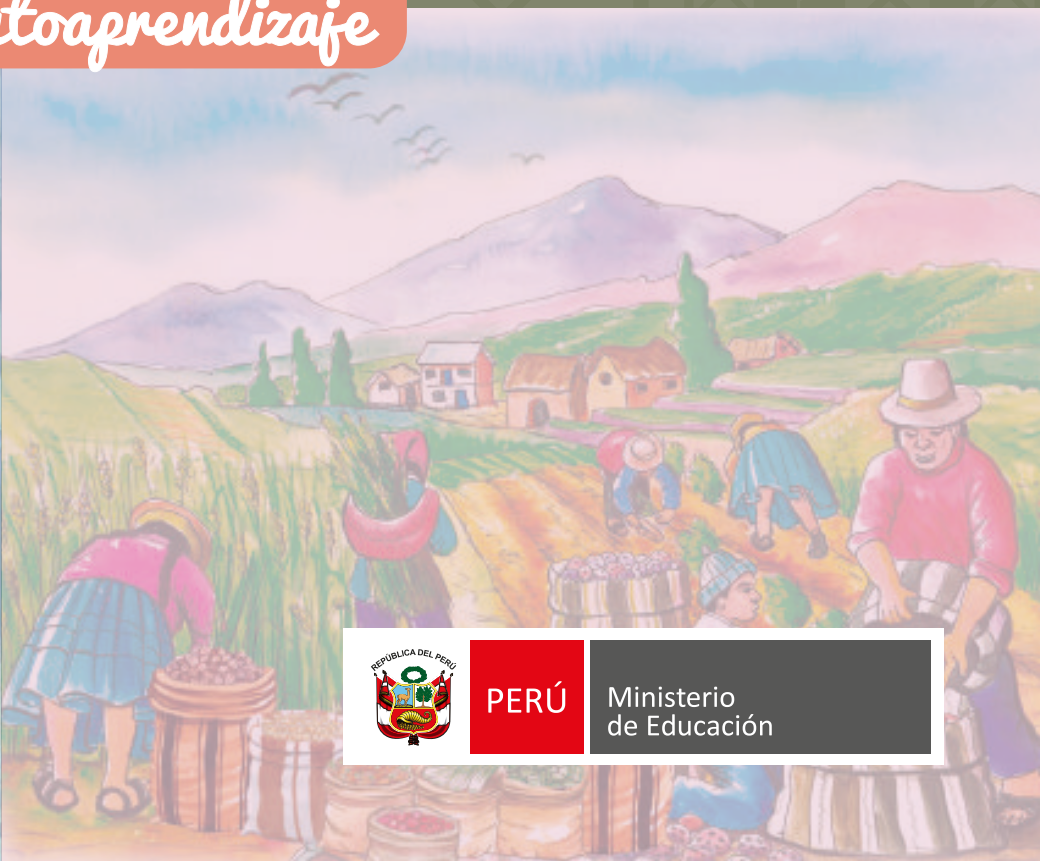 toaprendizaje
REPÚBLICA DEL PERÚ
PERÚ
Ministerio
de Educación